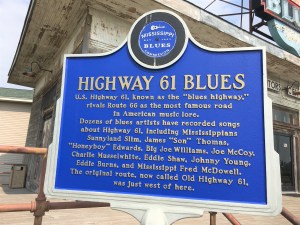 MISSISSIPPI
BLUES
HIGHWAY 61 BLUES
U.S. Highway 61, known as the "blues highway,"
rivals Route 66 as the most famous road
in American music lore.
Dozens of blues artists have recorded songs
about Highway 61, including Mississippians
Sunnyland Slim, James "Son" Thomas,
"Honeyboy" Edwards, Big Joe Williams, Joe McCoy,
Charlie Musselwhite, Eddie Shaw, Johnny Young,
Eddie Burns, and Mississippi Fred McDowell.
The original route, now called Old Highway 61,
was just west of here.